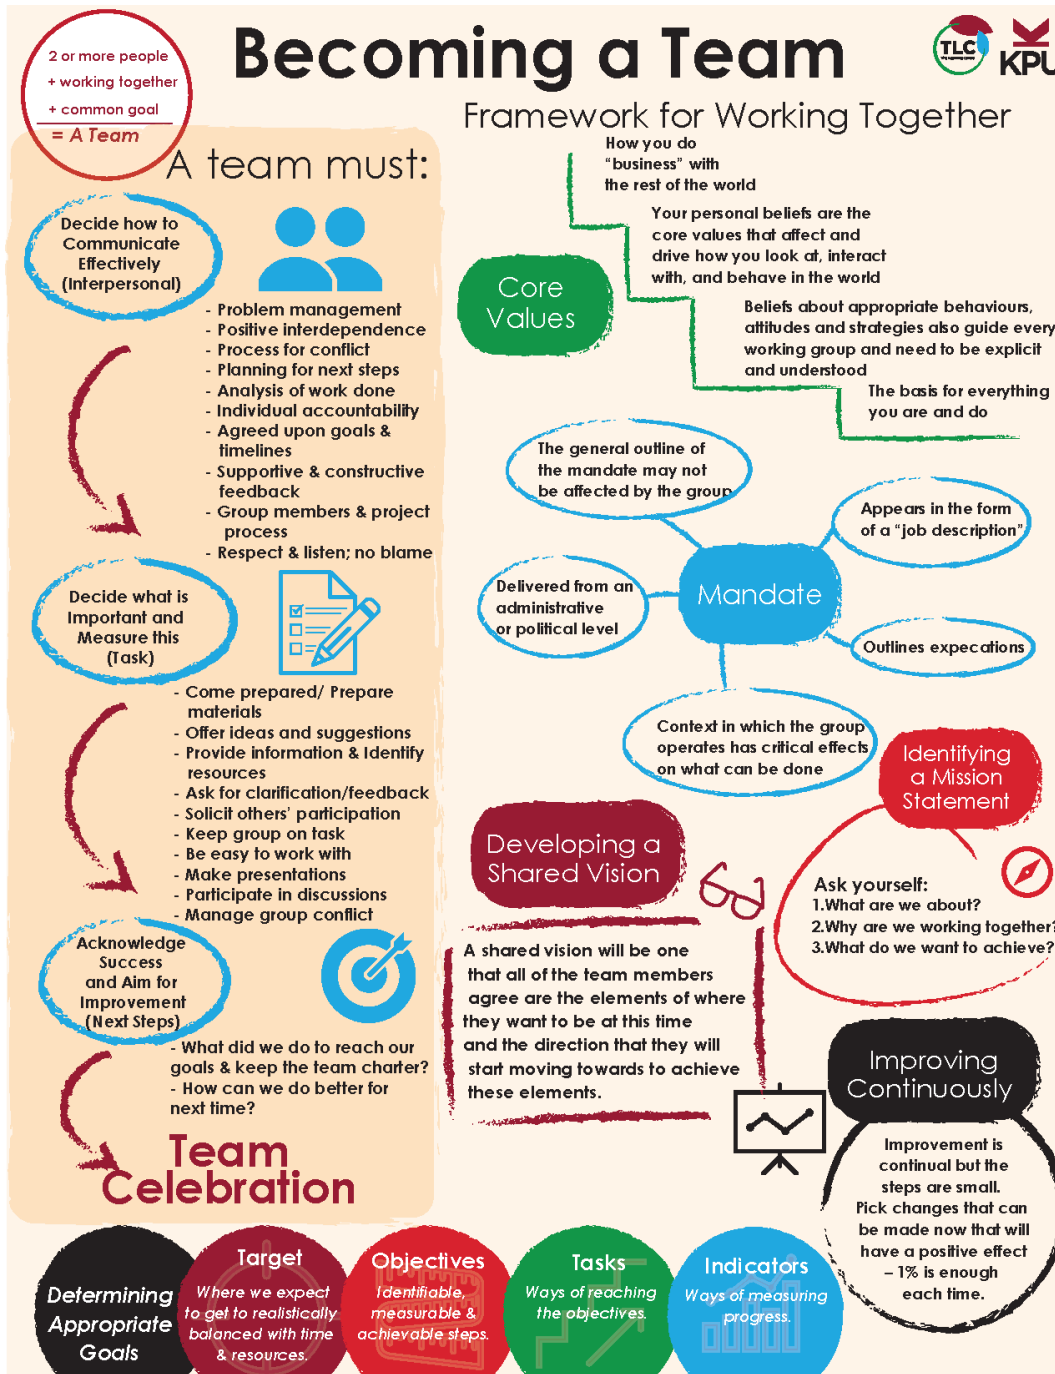 2 or more people
+ working together
+ common goal
= A Team
Becoming a Team
TLC
KPU
Framework for Working Together
A team must:
Decide how to
Communicate
Effectively
(Interpersonal)
- Problem management
- Positive interdependence
- Process for conflict
- Planning for next steps
- Analysis of work done
- Individual accountability
- Agreed upon goals &
timelines
- Supportive & constructive
feedback
- Group members & project
process
- Respect & listen; no blame
Decide what is
Important and
Measure this
(Task)
- Come prepared/ Prepare
materials
- Offer ideas and suggestions
- Provide information & Identify
resources
- Ask for clarification/feedback
- Solicit others' participation
- Keep group on task
- Be easy to work with
- Make presentations
- Participate in discussions
- Manage group conflict
Acknowledge
Success
and Aim for
Improvement
(Next Steps)
- What did we do to reach our
goals & keep the team charter?
- How can we do better for
next time?
Team
Celebration
Core
Values
How you do
"business" with
the rest of the world
Your personal beliefs are the
core values that affect and
drive how you look at, interact
with, and behave in the world
Beliefs about appropriate behaviours,
attitudes and strategies also guide every
working group and need to be explicit
and understood
The basis for everything
you are and do
Mandate
The general outline of
the mandate may not
be affected by the group
Appears in the form
of a "job description"
Delivered from an
administrative
or political level
Outlines expecations
Context in which the group
operates has critical effects
on what can be done
Identifying
a Mission
Statement
Ask yourself:
1.What are we about?
2.Why are we working together?
3.What do we want to achieve?
Developing a
Shared Vision
A shared vision will be one
that all of the team members
agree are the elements of where
they want to be at this time
and the direction that they will
start moving towards to achieve
these elements.
Improving
Continuously
Improvement is
continual but the
steps are small.
Pick changes that can
be made now that will
have a positive effect
– 1% is enough
each time.
Determining
Appropriate
Goals
Target
Where we expect
to get to realistically
balanced with time
& resources.
Objectives
Identifiable,
measurable &
achievable steps.
Tasks
Ways of reaching
the objectives.
Indicators
Ways of measuring
progress.